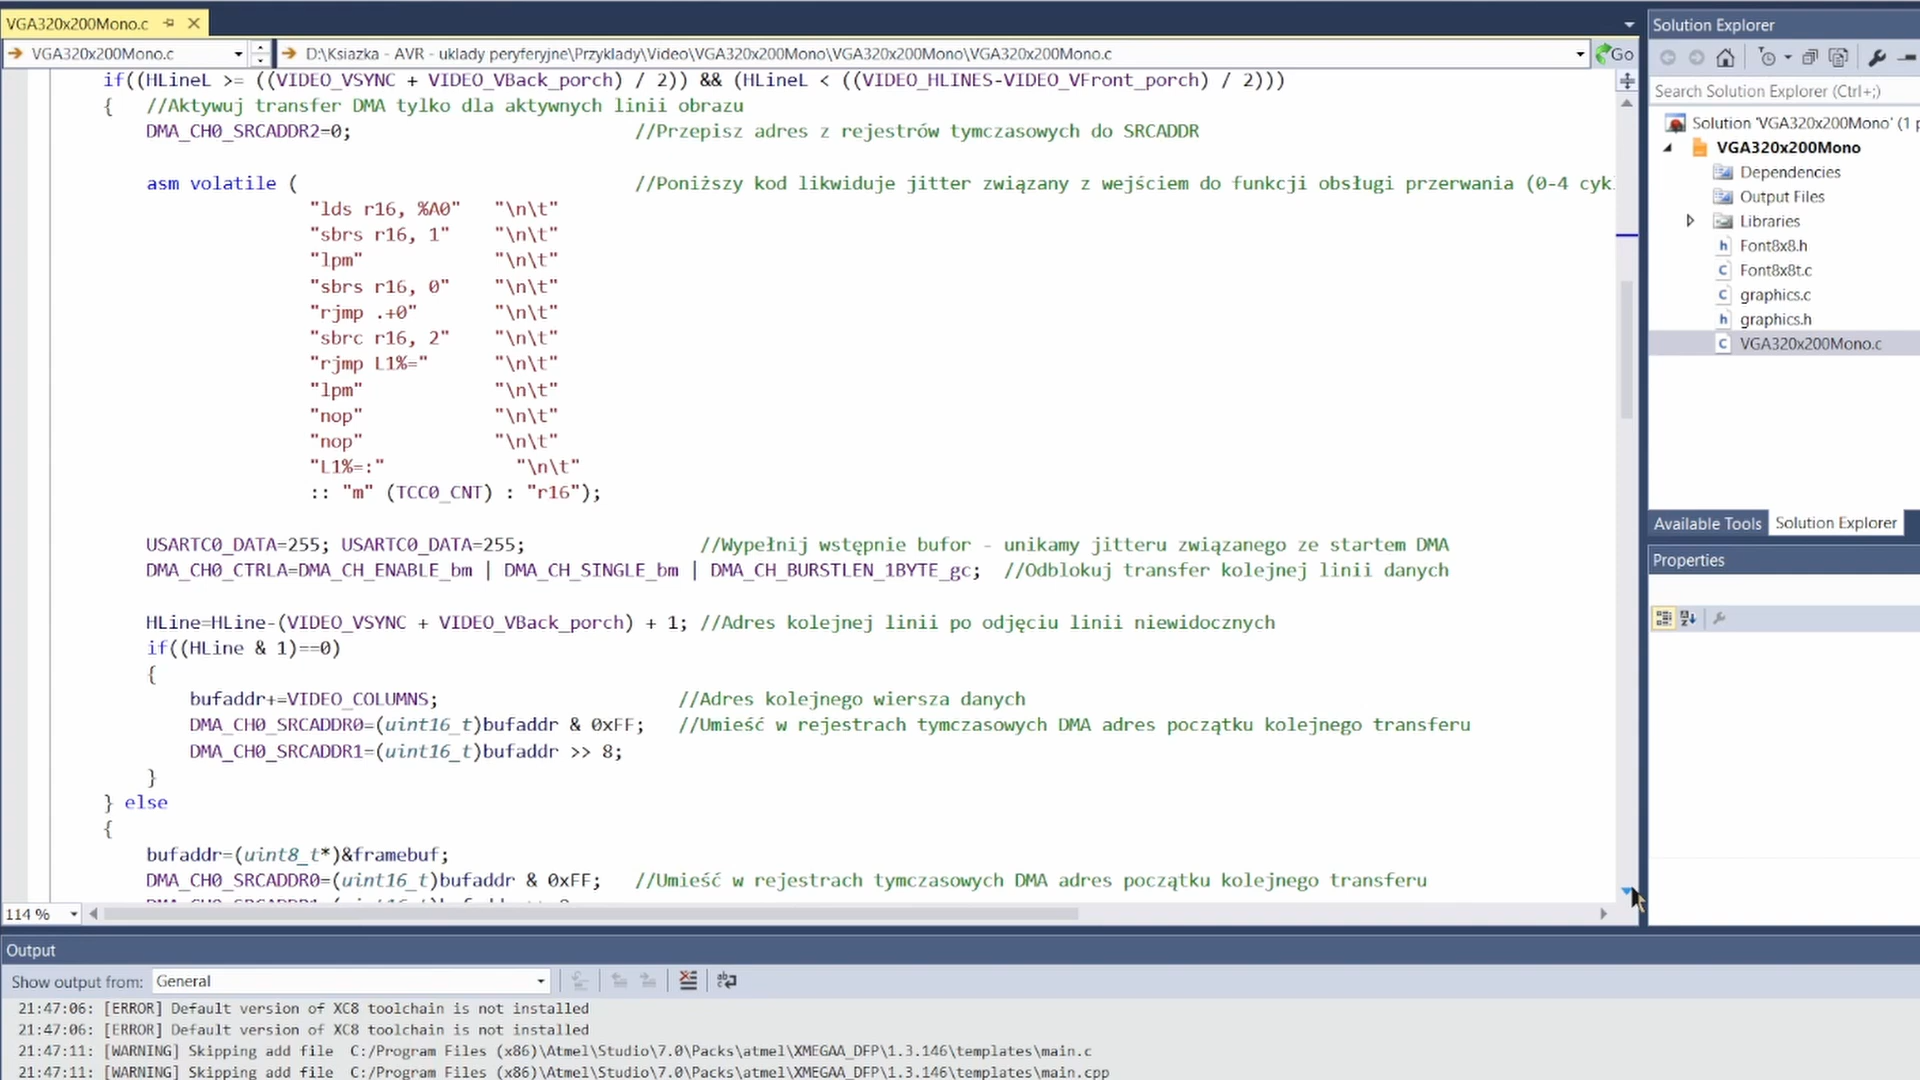 VGA320x200Mono.c
VGA320x200Mono.c
D:\Ksiazka - AVR - uklady peryferyjne\Przyklady\Video\VGA320x200Mono\VGA320x200Mono\VGA320x200Mono.c
Go
if((HLineL >= ((VIDEO_VSYNC + VIDEO_VBack_porch) / 2)) && (HLineL < ((VIDEO_HLINES-VIDEO_VFront_porch) / 2)))
{ //Aktywuj transfer DMA tylko dla aktywnych linii obrazu
DMA_CH0_SRCADDR2=0; //Przepisz adres z rejestrów tymczasowych do SRCADDR
asm volatile ( //Poniższy kod likwiduje jitter związany z wejściem do funkcji obsługi przerwania (0-4 cyk
"lds r16, %A0" "\n\t"
"sbrs r16, 1" "\n\t"
"lpm" "\n\t"
"sbrs r16, 0" "\n\t"
"rjmp .+0" "\n\t"
"sbrc r16, 2" "\n\t"
"rjmp L1%=" "\n\t"
"lpm" "\n\t"
"nop" "\n\t"
"nop" "\n\t"
"L1%=:" "\n\t"
:: "m" (TCC0_CNT) : "r16");
USARTC0_DATA=255; USARTC0_DATA=255; //Wypełnij wstępnie bufor - unikamy jitteru związanego ze startem DMA
DMA_CH0_CTRLA=DMA_CH_ENABLE_bm | DMA_CH_SINGLE_bm | DMA_CH_BURSTLEN_1BYTE_gc; //Odblokuj transfer kolejnej linii danych
HLine=HLine-(VIDEO_VSYNC + VIDEO_VBack_porch) + 1; //Adres kolejnej linii po odjęciu linii niewidocznych
if((HLine & 1)==0)
{
bufaddr+=VIDEO_COLUMNS; //Adres kolejnego wiersza danych
DMA_CH0_SRCADDR0=(uint16_t)bufaddr & 0xFF; //Umieść w rejestrach tymczasowych DMA adres początku kolejnego transferu
DMA_CH0_SRCADDR1=(uint16_t)bufaddr >> 8;
}
} else
{
bufaddr=(uint8_t*)&framebuf;
DMA_CH0_SRCADDR0=(uint16_t)bufaddr & 0xFF; //Umieść w rejestrach tymczasowych DMA adres początku kolejnego transferu
114 %
Solution Explorer
Search Solution Explorer (Ctrl+;)
Solution 'VGA320x200Mono' (1 p
VGA320x200Mono
Dependencies
Output Files
Libraries
Font8x8.h
Font8x8t.c
graphics.c
graphics.h
VGA320x200Mono.c
Available Tools Solution Explorer
Properties
Output
Show output from: General
21:47:06: [ERROR] Default version of XC8 toolchain is not installed
21:47:06: [ERROR] Default version of XC8 toolchain is not installed
21:47:11: [WARNING] Skipping add file C:/Program Files (x86)\Atmel\Studio\7.0\Packs\atmel\XMEGAA_DFP\1.3.146\templates\main.c
21:47:11: [WARNING] Skipping add file C:/Program Files (x86)\Atmel\Studio\7.0\Packs\atmel\XMEGAA_DFP\1.3.146\templates\main.cpp